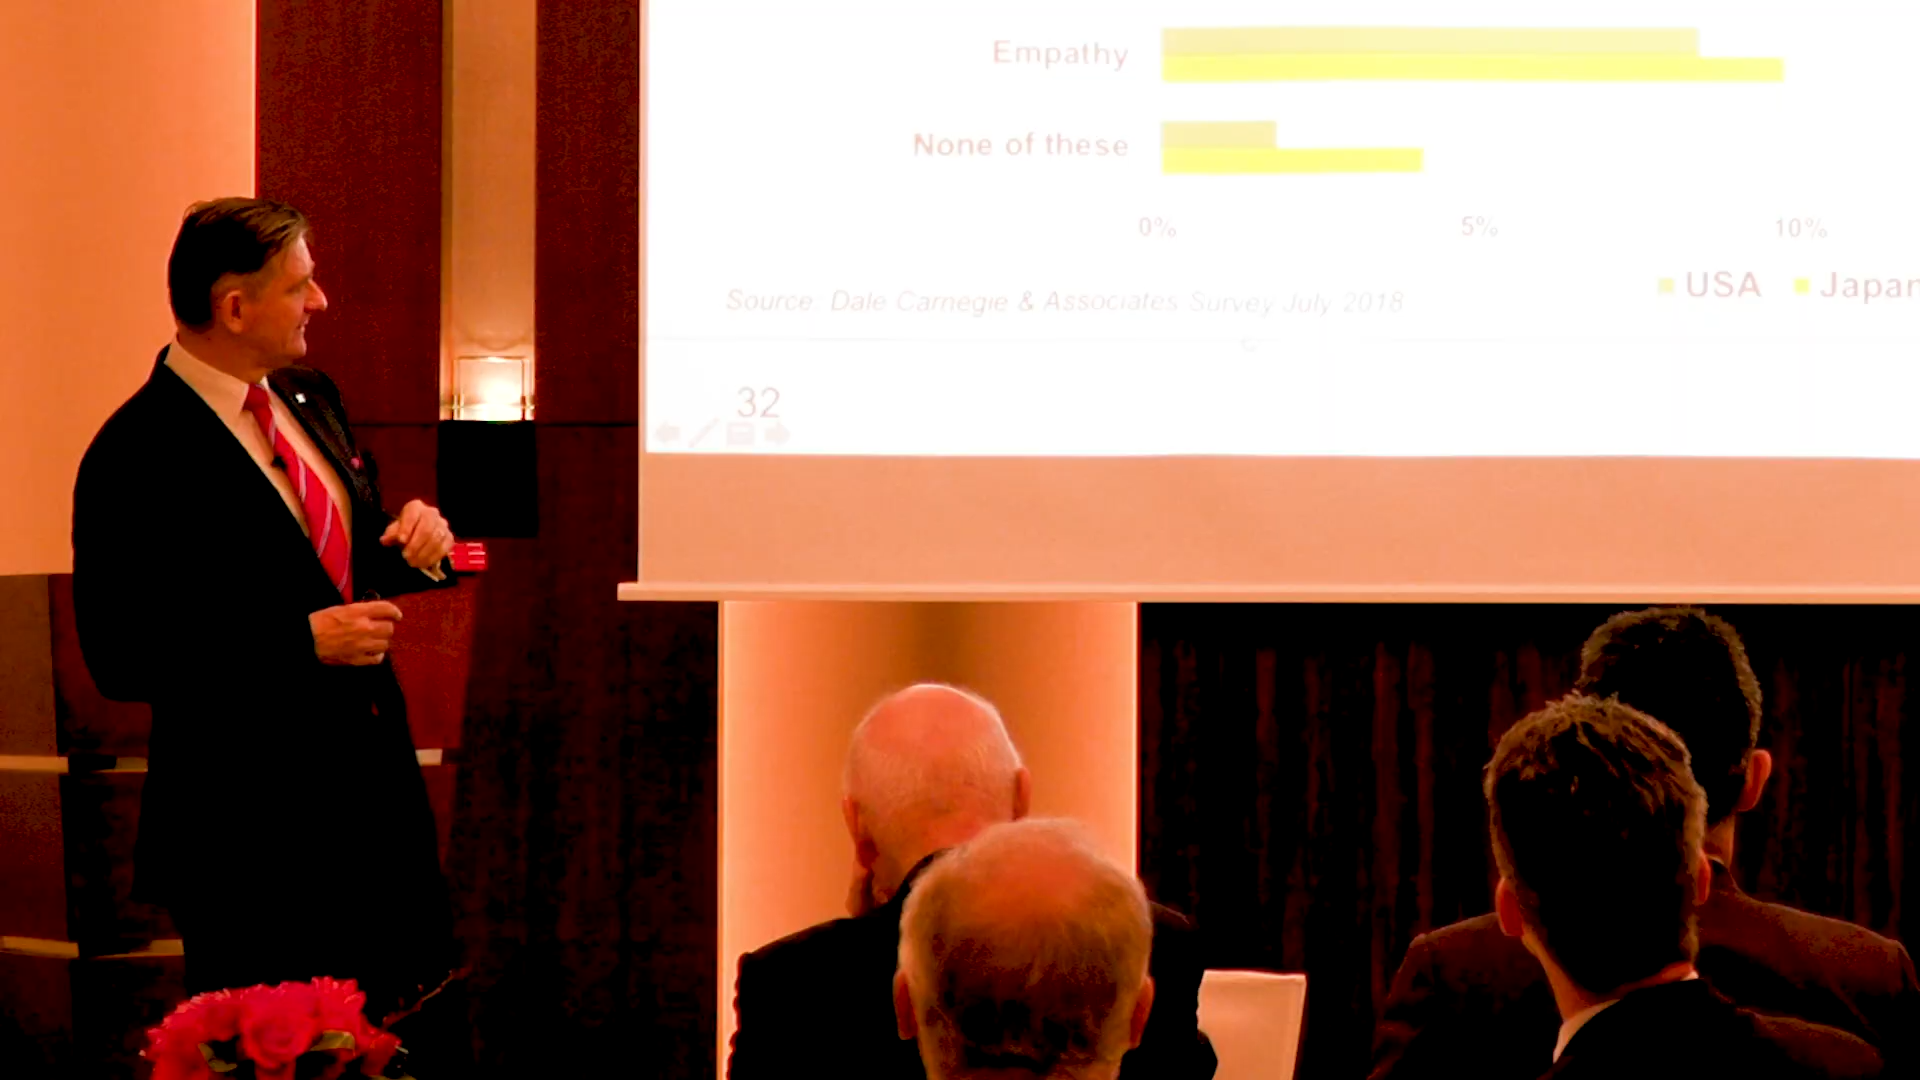 Empathy
None of these
0% 5% 10%
USA Japan
Source: Dale Carnegie & Associates Survey July 2018
32